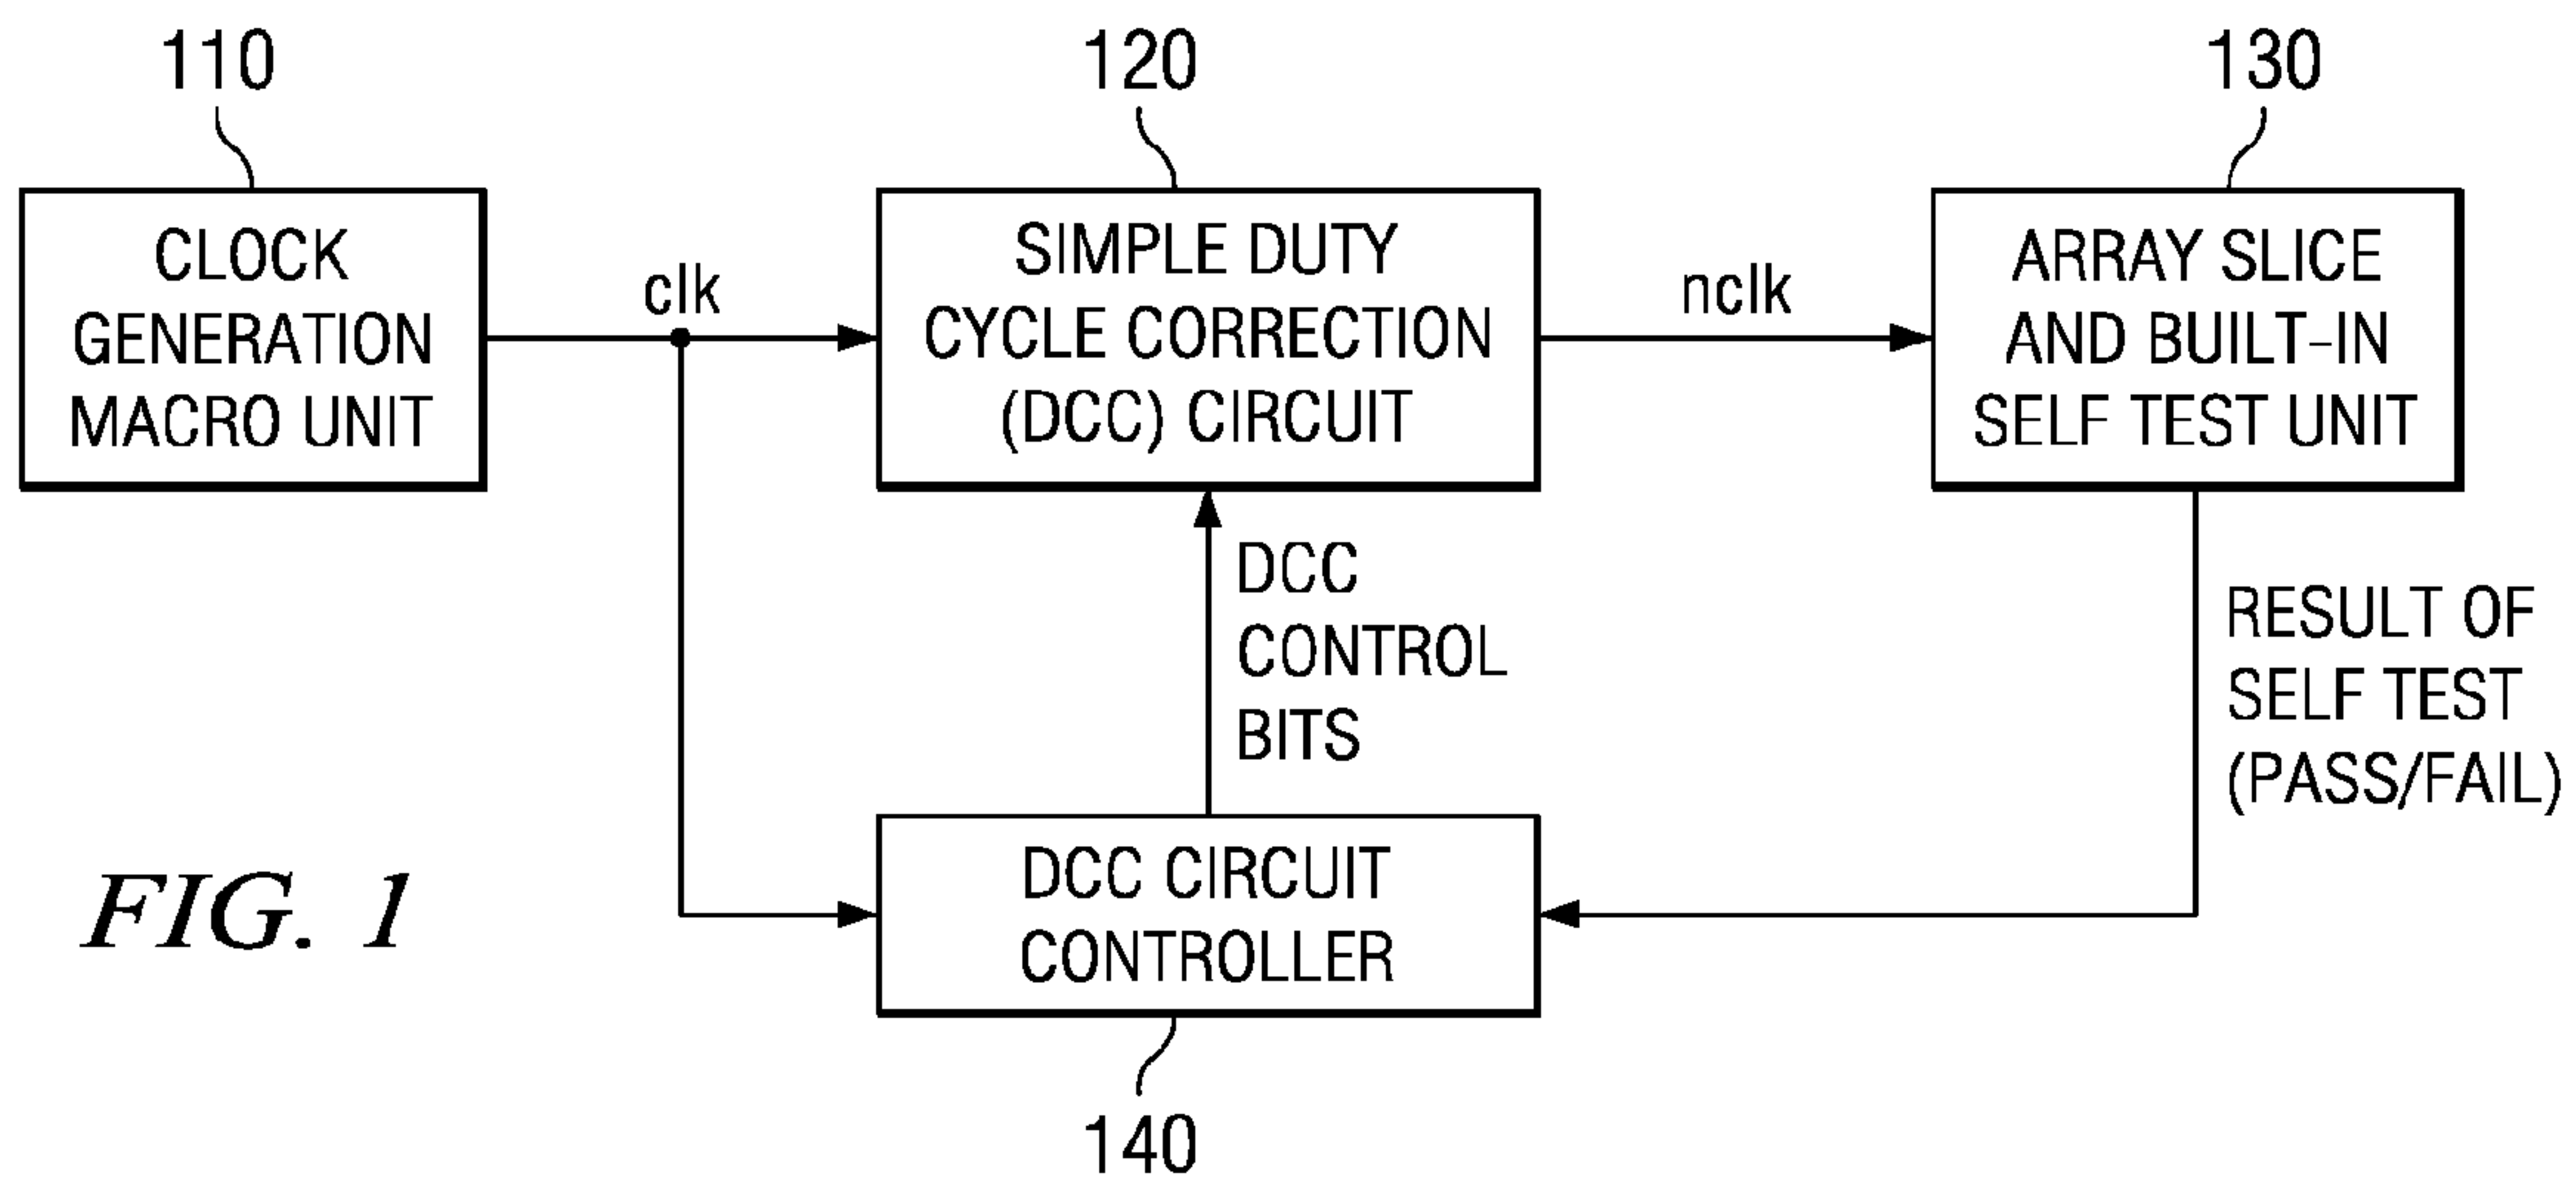 110
120
130
CLOCK
GENERATION
MACRO UNIT
clk
SIMPLE DUTY
CYCLE CORRECTION
(DCC) CIRCUIT
nclk
ARRAY SLICE
AND BUILT-IN
SELF TEST UNIT
DCC
CONTROL
BITS
RESULT OF
SELF TEST
(PASS/FAIL)
DCC CIRCUIT
CONTROLLER
FIG. 1
140